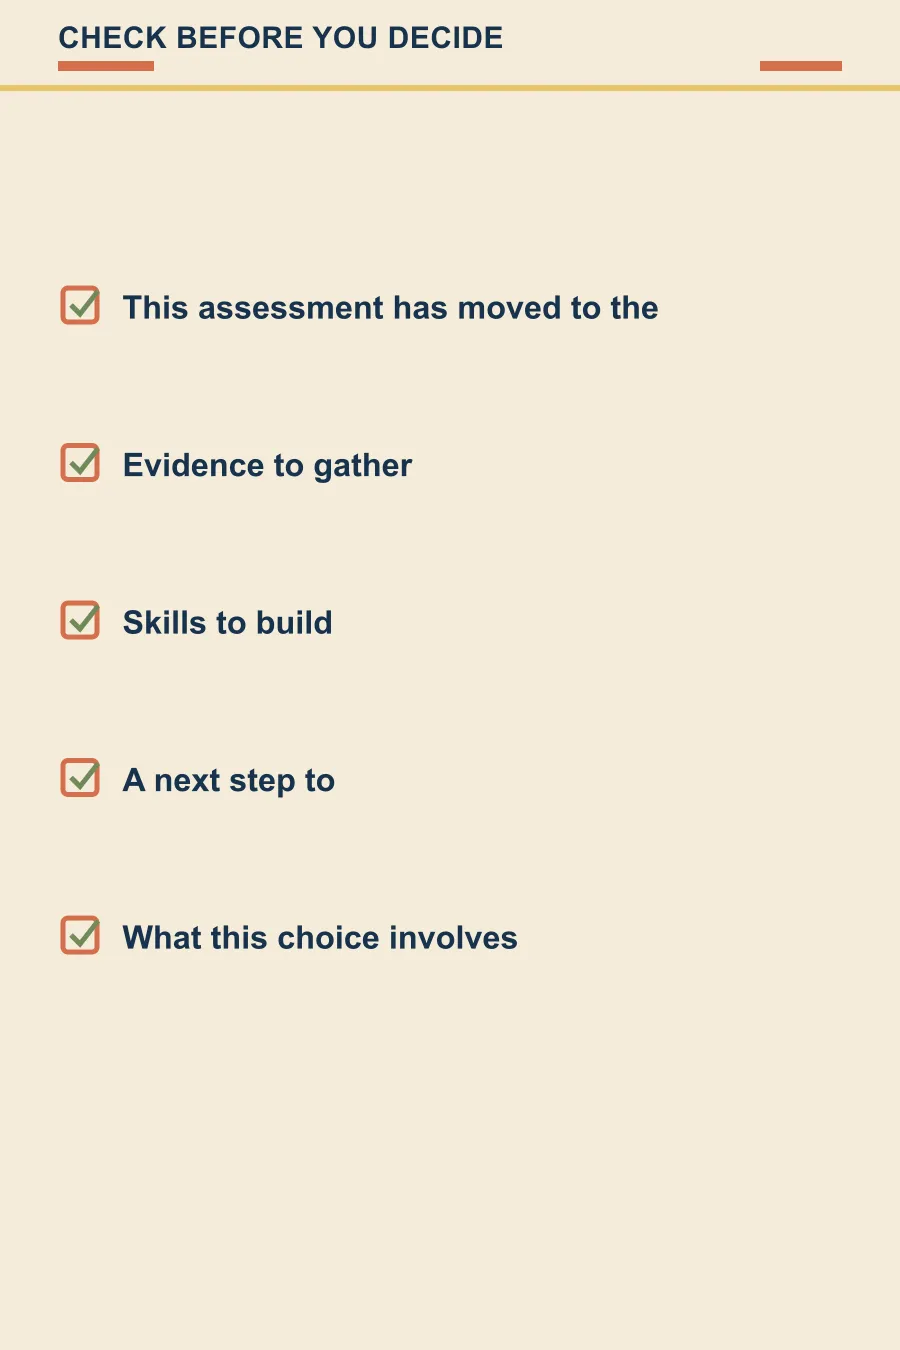 CHECK BEFORE YOU DECIDE
This assessment has moved to the
Evidence to gather
Skills to build
A next step to
What this choice involves